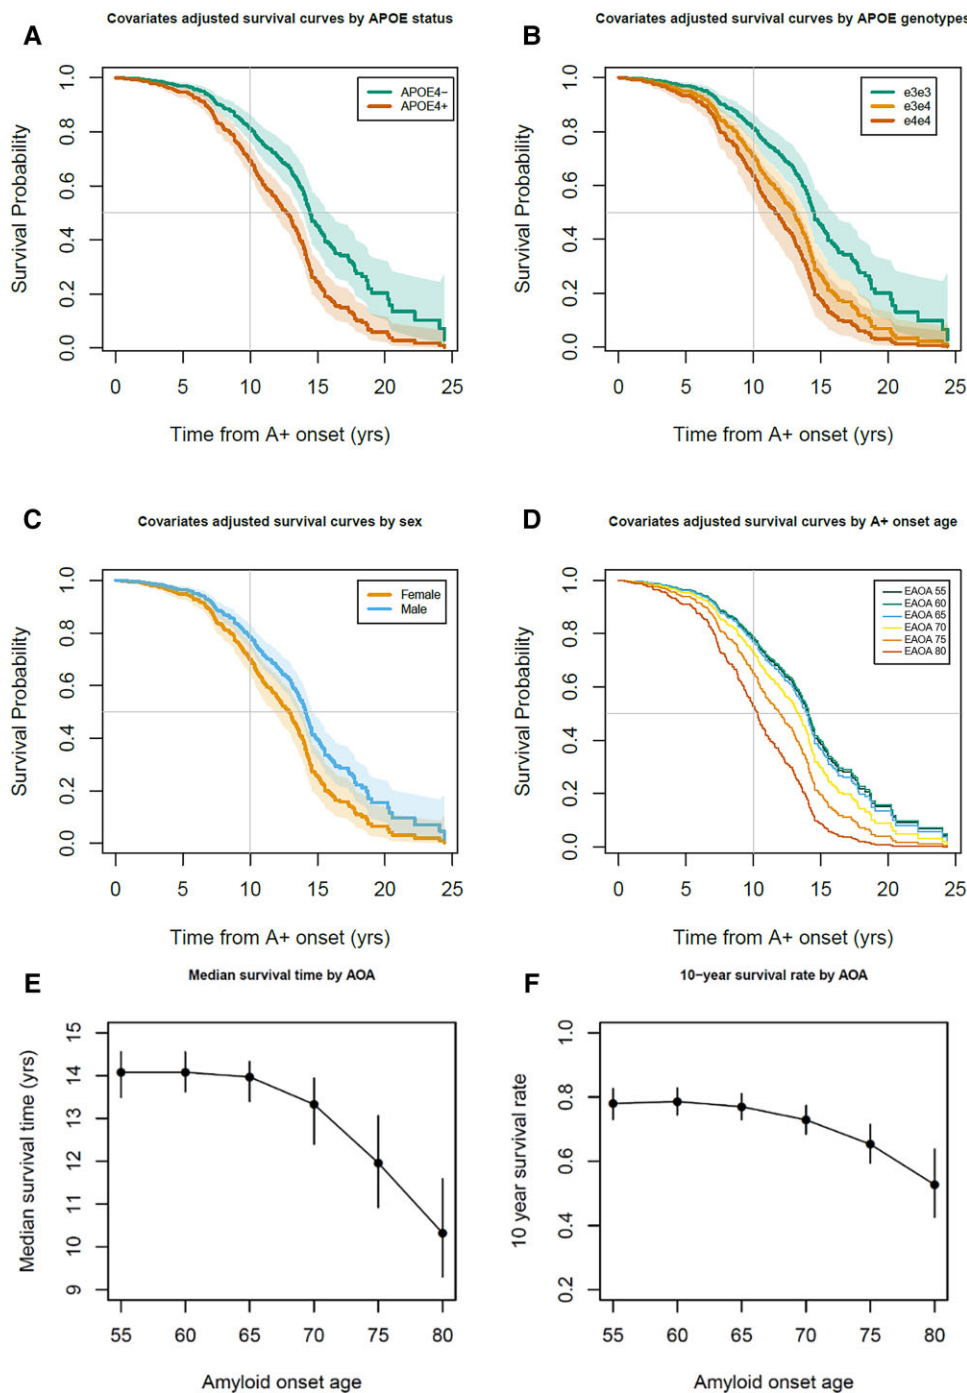 A
Covariates adjusted survival curves by APOE status
Survival Probability
1.0
0.8
0.6
0.4
0.2
0.0
APOE4−
APOE4+
0 5 10 15 20 25
Time from A+ onset (yrs)
B
Covariates adjusted survival curves by APOE genotypes
Survival Probability
1.0
0.8
0.6
0.4
0.2
0.0
e3e3
e3e4
e4e4
0 5 10 15 20 25
Time from A+ onset (yrs)
C
Covariates adjusted survival curves by sex
Survival Probability
1.0
0.8
0.6
0.4
0.2
0.0
Female
Male
0 5 10 15 20 25
Time from A+ onset (yrs)
D
Covariates adjusted survival curves by A+ onset age
Survival Probability
1.0
0.8
0.6
0.4
0.2
0.0
EAOA 55
EAOA 60
EAOA 65
EAOA 70
EAOA 75
EAOA 80
0 5 10 15 20 25
Time from A+ onset (yrs)
E
Median survival time by AOA
Median survival time (yrs)
15
14
13
12
11
10
9
55 60 65 70 75 80
Amyloid onset age
F
10−year survival rate by AOA
10 year survival rate
1.0
0.8
0.6
0.4
0.2
55 60 65 70 75 80
Amyloid onset age